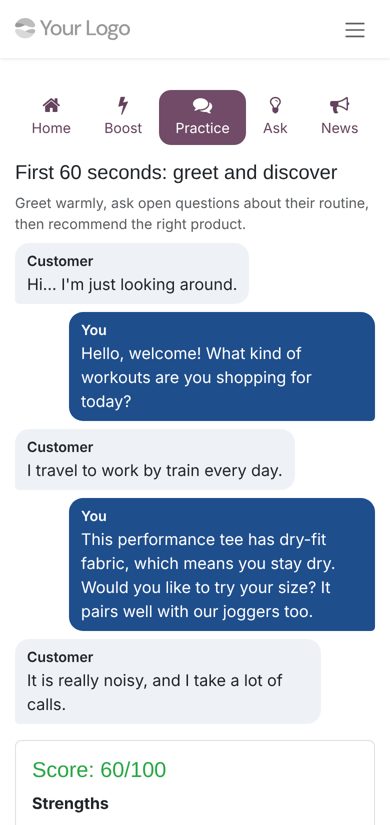 Your Logo
Home Boost Practice Ask News
First 60 seconds: greet and discover
Greet warmly, ask open questions about their routine,
then recommend the right product.
Customer
Hi... I'm just looking around.
You
Hello, welcome! What kind of
workouts are you shopping for
today?
Customer
I travel to work by train every day.
You
This performance tee has dry-fit
fabric, which means you stay dry.
Would you like to try your size? It
pairs well with our joggers too.
Customer
It is really noisy, and I take a lot of
calls.
Score: 60/100
Strengths